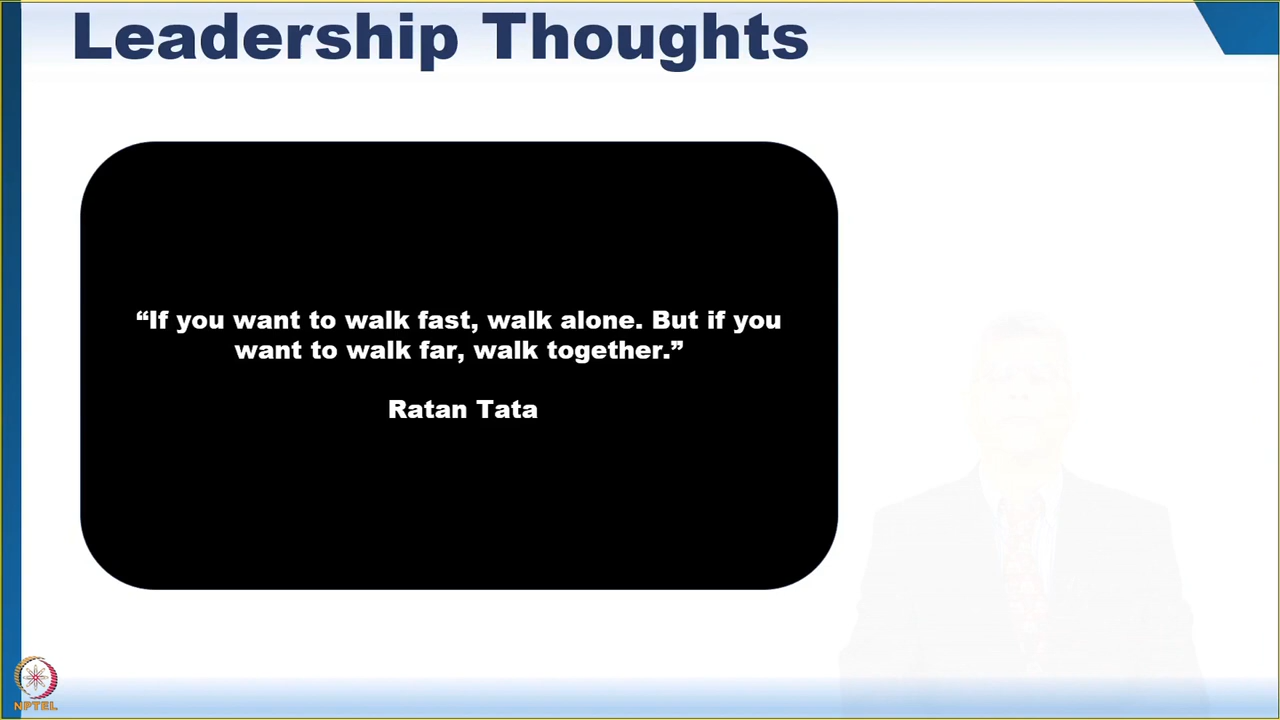 Leadership Thoughts
“If you want to walk fast, walk alone. But if you
want to walk far, walk together.”
Ratan Tata
NPTEL